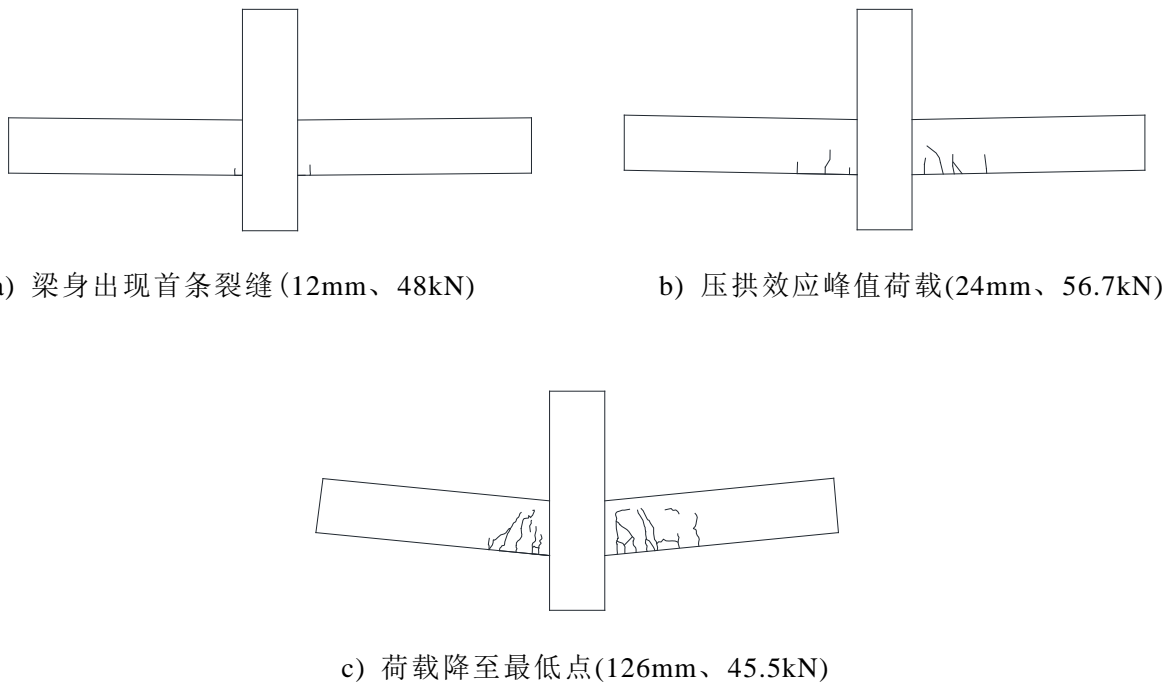 a) 梁身出现首条裂缝(12mm、48kN)
b) 压拱效应峰值荷载(24mm、56.7kN)
c) 荷载降至最低点(126mm、45.5kN)